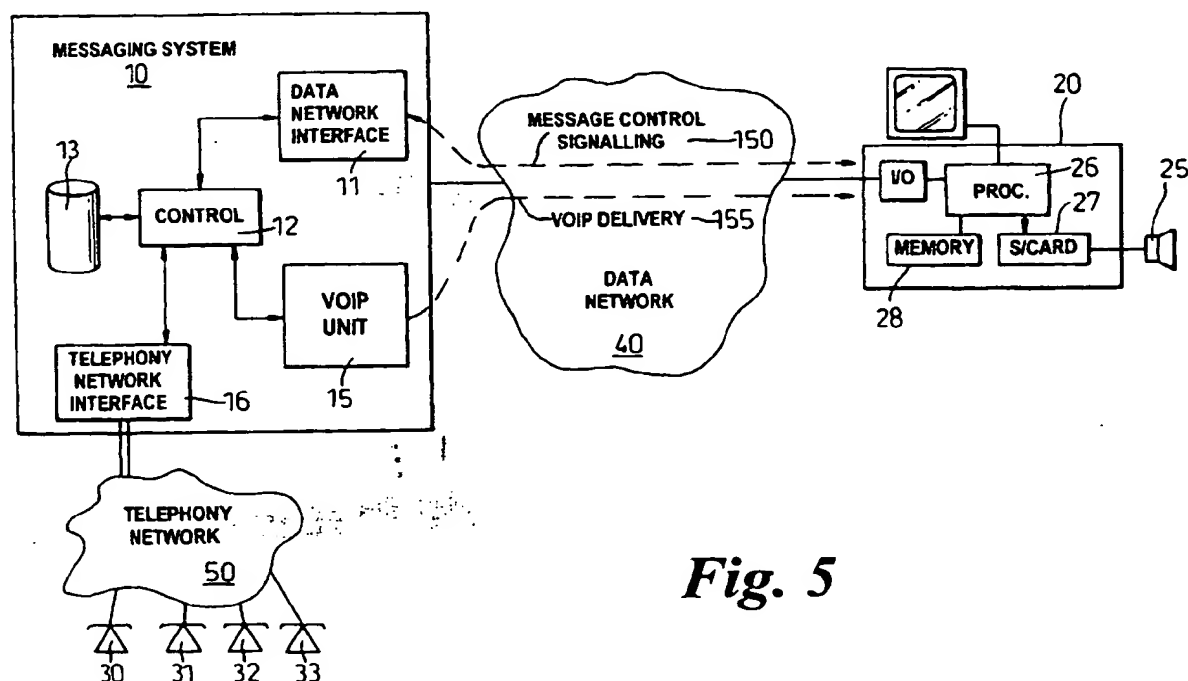 MESSAGING SYSTEM
10
DATA
NETWORK
INTERFACE
11
13
CONTROL
12
VOIP
UNIT
15
TELEPHONY
NETWORK
INTERFACE
16
TELEPHONY
NETWORK
50
30
31
32
33
MESSAGE CONTROL
SIGNALLING
150
VOIP DELIVERY
155
DATA
NETWORK
40
20
I/O
PROC.
26
27
25
MEMORY
S/CARD
28
Fig. 5